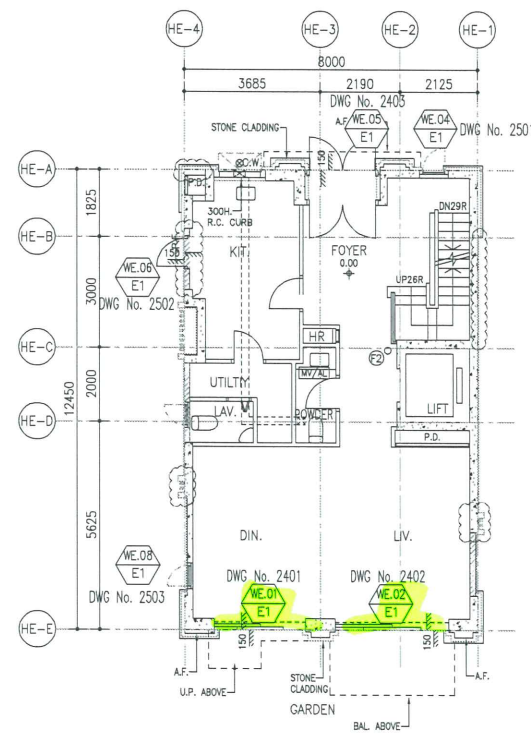 HE-4
HE-3
HE-2
HE-1
8000
3685
2190
2125
DWG No. 2403
STONE CLADDING
A.F.
WE.05
E1
WE.04
E1
DWG No. 2501
150
HE-A
C.W.
P.D.
1825
300H.
R.C. CURB
DN29R
HE-B
KIT.
FOYER
0.00
150
WE.06
E1
UP26R
3000
DWG No. 2502
HR
HE-C
F2
MV/AL
12450
2000
UTILITY
LAV.
POWDER
LIFT
HE-D
P.D.
5625
DIN.
LIV.
WE.08
E1
DWG No. 2401
DWG No. 2402
DWG No. 2503
WE.01
E1
WE.02
E1
HE-E
150
150
A.F.
STONE
CLADDING
A.F.
U.P. ABOVE
GARDEN
BAL. ABOVE